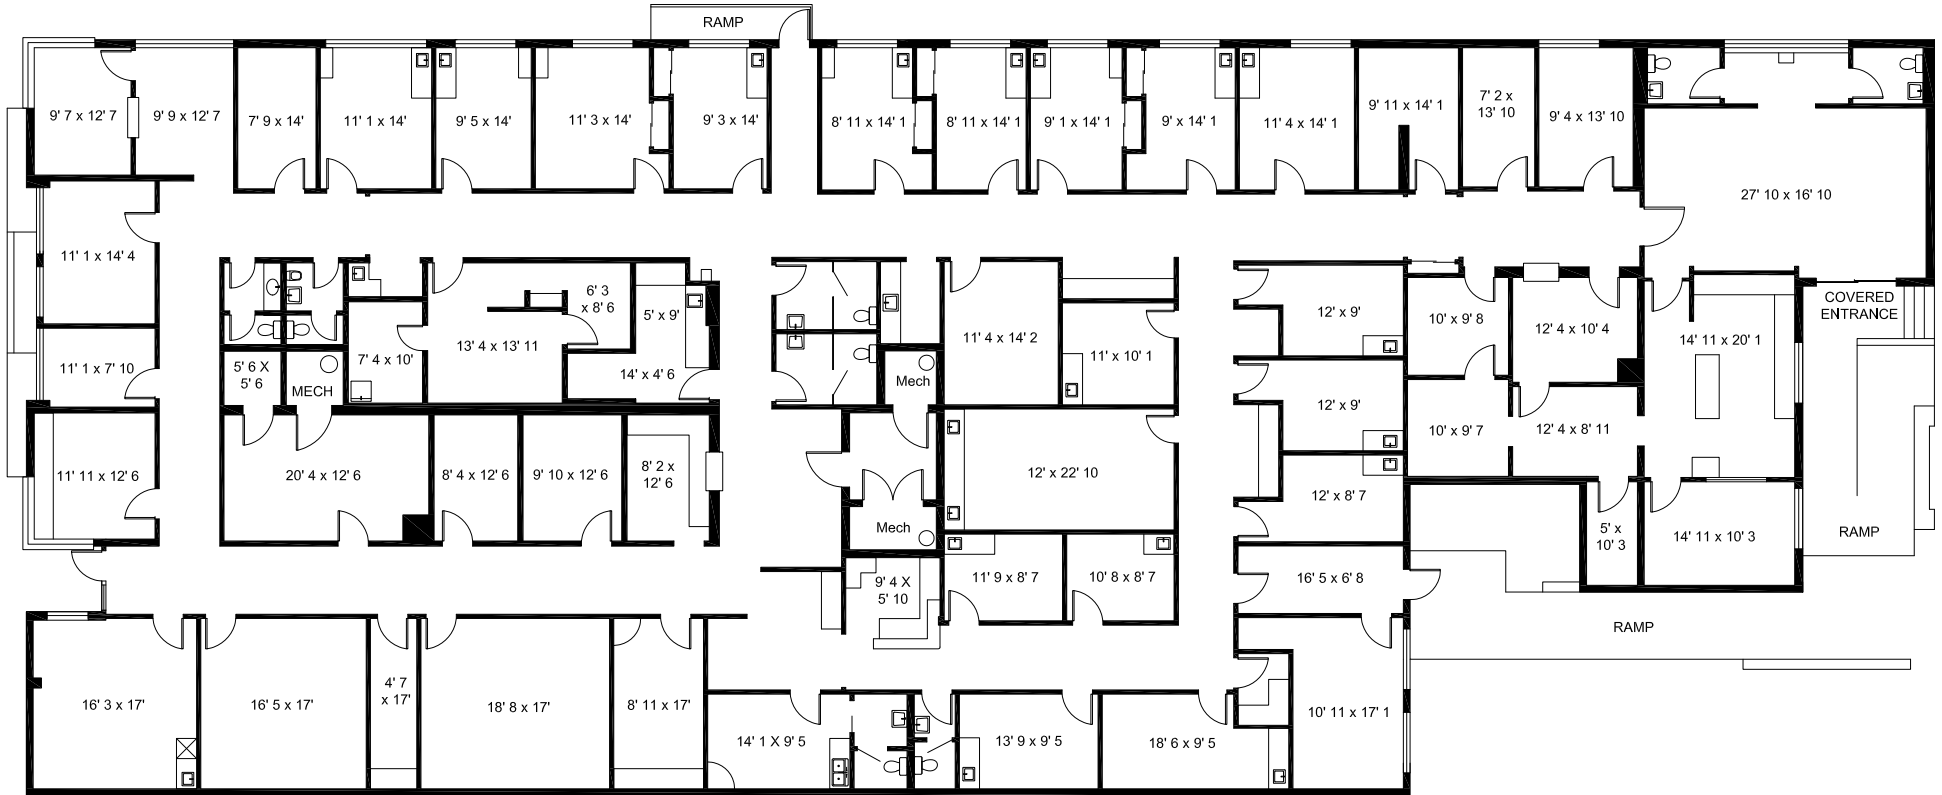 RAMP
9' 7 x 12' 7
9' 9 x 12' 7
7' 9 x 14'
11' 1 x 14'
9' 5 x 14'
11' 3 x 14'
9' 3 x 14'
8' 11 x 14' 1
8' 11 x 14' 1
9' 1 x 14' 1
9' x 14' 1
11' 4 x 14' 1
9' 11 x 14' 1
7' 2 x
13' 10
9' 4 x 13' 10
27' 10 x 16' 10
11' 1 x 14' 4
6' 3
x 8' 6
5' x 9'
13' 4 x 13' 11
7' 4 x 10'
14' x 4' 6
11' 4 x 14' 2
11' x 10' 1
12' x 9'
10' x 9' 8
12' 4 x 10' 4
14' 11 x 20' 1
COVERED
ENTRANCE
11' 1 x 7' 10
5' 6 X
5' 6
MECH
Mech
12' x 9'
10' x 9' 7
12' 4 x 8' 11
11' 11 x 12' 6
20' 4 x 12' 6
8' 4 x 12' 6
9' 10 x 12' 6
8' 2 x
12' 6
12' x 22' 10
12' x 8' 7
Mech
5' x
10' 3
14' 11 x 10' 3
RAMP
9' 4 X
5' 10
11' 9 x 8' 7
10' 8 x 8' 7
16' 5 x 6' 8
RAMP
16' 3 x 17'
16' 5 x 17'
4' 7
x 17'
18' 8 x 17'
8' 11 x 17'
14' 1 X 9' 5
13' 9 x 9' 5
18' 6 x 9' 5
10' 11 x 17' 1